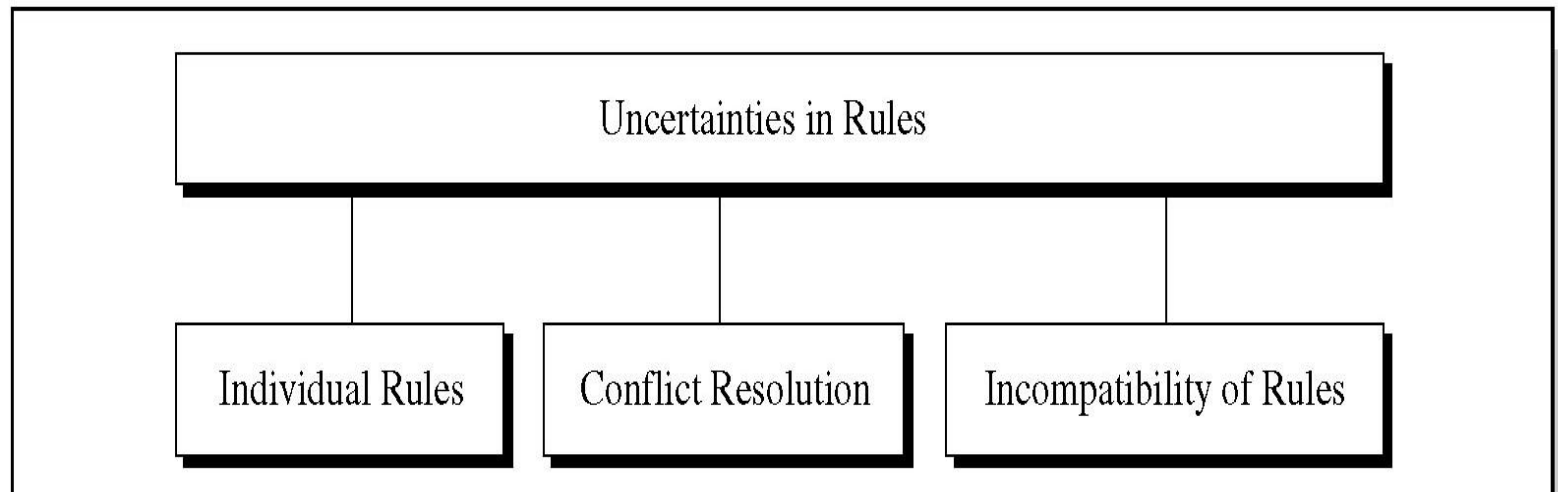 Uncertainties in Rules
Individual Rules
Conflict Resolution
Incompatibility of Rules